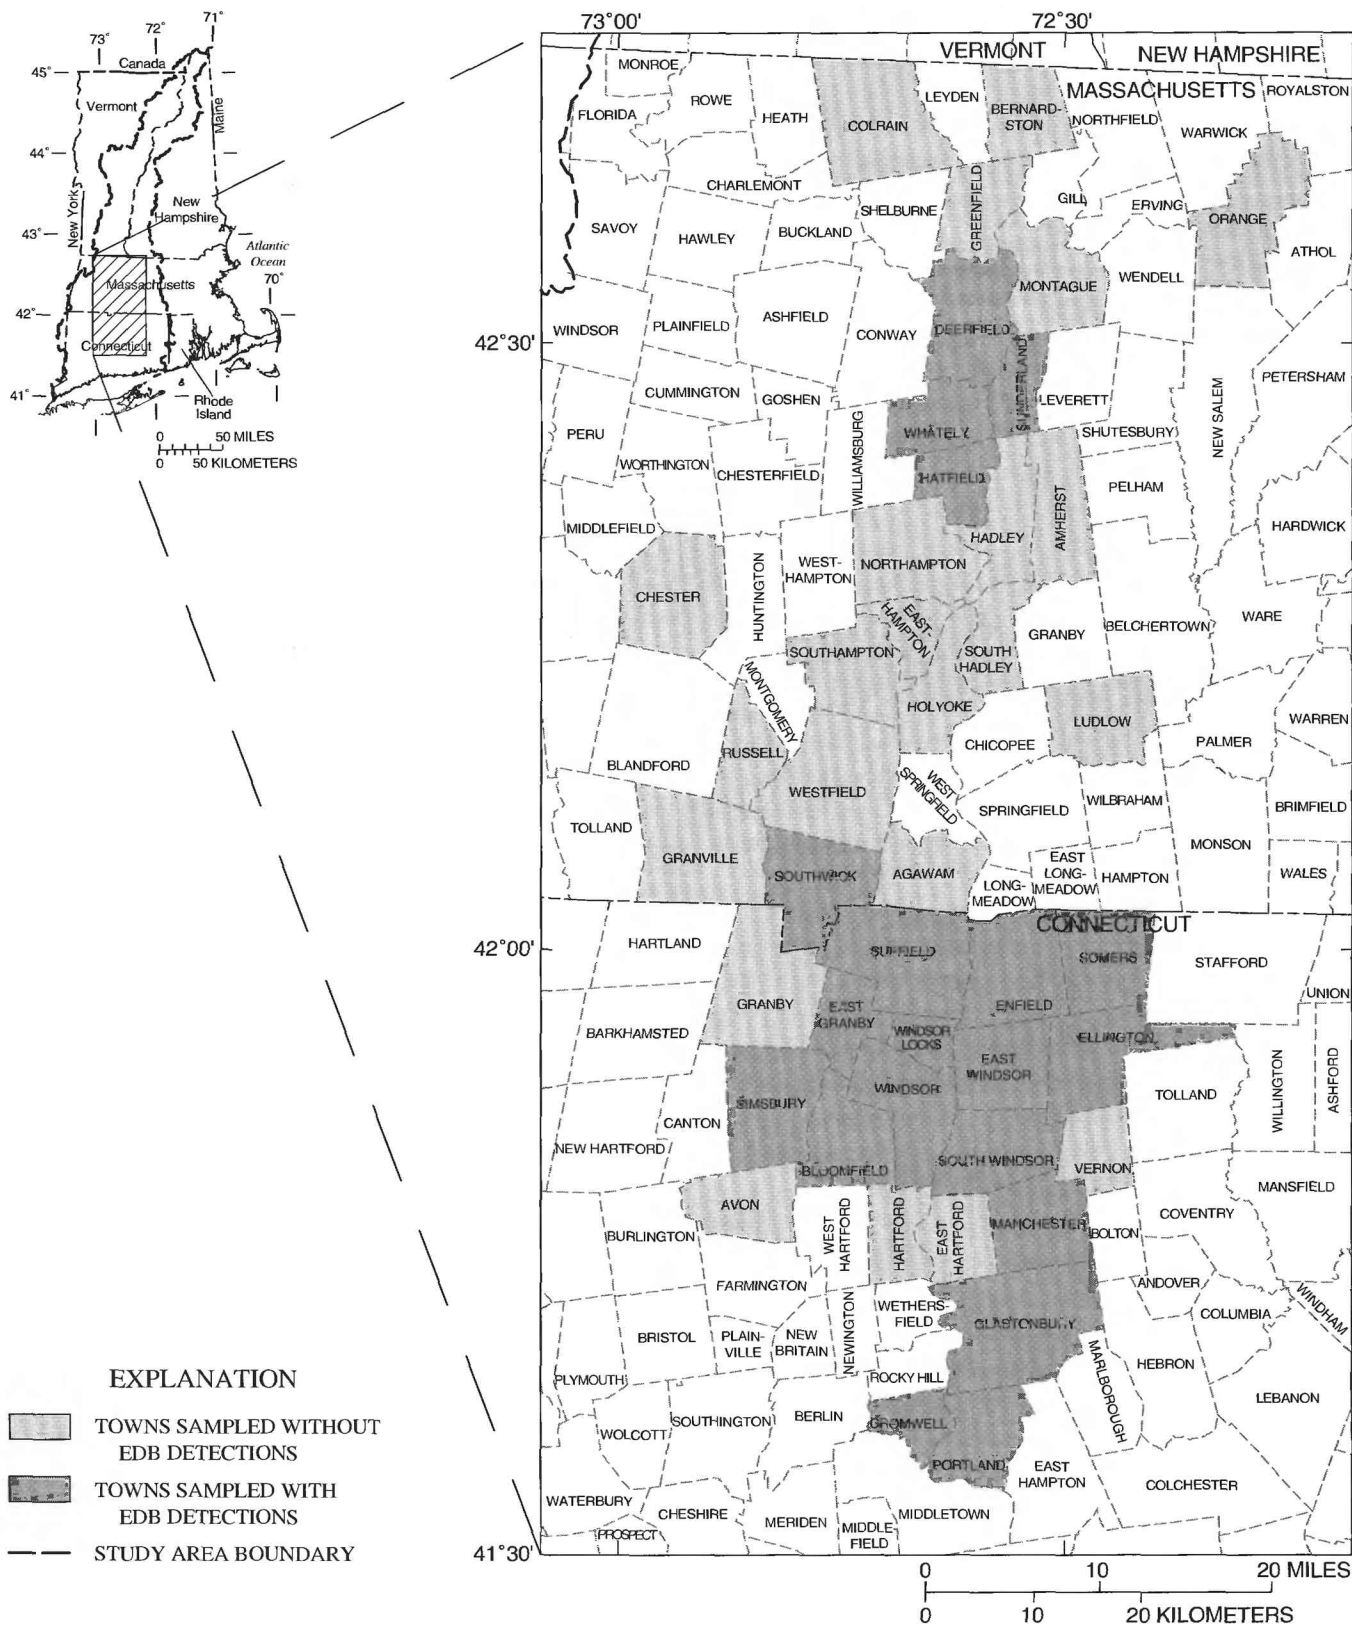 73° 72° 71°
45°
Canada
Vermont
Maine
44°
New York
New
Hampshire
43°
Atlantic
Ocean
70°
Massachusetts
42°
Connecticut
41°
Rhode
Island
0 50 MILES
0 50 KILOMETERS
73°00' 72°30'
VERMONT NEW HAMPSHIRE
MASSACHUSETTS
MONROE
ROWE
FLORIDA
HEATH
COLRAIN
LEYDEN
BERNARD-
STON
NORTHFIELD
WARWICK
ROYALSTON
CHARLEMONT
SHELBURNE
GREENFIELD
GILL
ERVING
ORANGE
SAVOY
HAWLEY
BUCKLAND
ATHOL
MONTAGUE
WENDELL
WINDSOR
PLAINFIELD
ASHFIELD
CONWAY
DEERFIELD
42°30'
SUNDERLAND
CUMMINGTON
GOSHEN
LEVERETT
PETERSHAM
NEW SALEM
PERU
WILLIAMSBURG
WHATELY
SHUTESBURY
WORTHINGTON
CHESTERFIELD
HATFIELD
PELHAM
AMHERST
MIDDLEFIELD
HADLEY
HARDWICK
WEST-
HAMPTON
NORTHAMPTON
HUNTINGTON
CHESTER
EAST-
HAMPTON
GRANBY
BELCHERTOWN
WARE
SOUTHAMPTON
SOUTH
HADLEY
MONTGOMERY
HOLYOKE
LUDLOW
WARREN
RUSSELL
CHICOPEE
PALMER
BLANDFORD
WESTFIELD
WEST
SPRINGFIELD
SPRINGFIELD
WILBRAHAM
BRIMFIELD
TOLLAND
MONSON
GRANVILLE
SOUTHWICK
AGAWAM
LONG-
MEADOW
EAST
LONG-
MEADOW
HAMPTON
WALES
CONNECTICUT
42°00'
HARTLAND
SUFFIELD
SOMERS
STAFFORD
GRANBY
EAST
GRANBY
ENFIELD
UNION
BARKHAMSTED
WINDSOR
LOCKS
ELLINGTON
EAST
WINDSOR
WINDSOR
SIMSBURY
TOLLAND
WILLINGTON
ASHFORD
CANTON
NEW HARTFORD
BLOOMFIELD
SOUTH WINDSOR
VERNON
MANSFIELD
AVON
WEST
HARTFORD
HARTFORD
EAST
HARTFORD
MANCHESTER
BOLTON
COVENTRY
BURLINGTON
FARMINGTON
ANDOVER
WETHERS-
FIELD
GLASTONBURY
COLUMBIA
WINDHAM
BRISTOL
PLAIN-
VILLE
NEW
BRITAIN
NEWINGTON
HEBRON
MARLBOROUGH
PLYMOUTH
ROCKY HILL
LEBANON
SOUTHINGTON
BERLIN
CROMWELL
WOLCOTT
PORTLAND
EAST
HAMPTON
COLCHESTER
WATERBURY
CHESHIRE
MERIDEN
MIDDLE-
FIELD
MIDDLETOWN
PROSPECT
41°30'
EXPLANATION
TOWNS SAMPLED WITHOUT
EDB DETECTIONS
TOWNS SAMPLED WITH
EDB DETECTIONS
STUDY AREA BOUNDARY
0 10 20 MILES
0 10 20 KILOMETERS